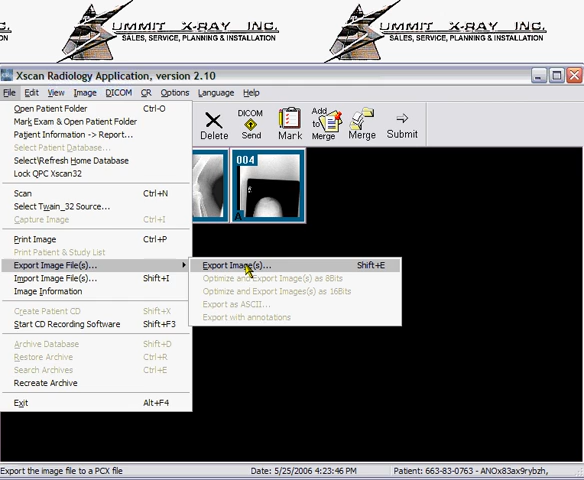 SUMMIT X-RAY INC.
SALES, SERVICE, PLANNING & INSTALLATION
UMMIT X-RAY INC.
SALES, SERVICE, PLANNING & INSTALLATION
Xscan Radiology Application, version 2.10
File Edit View Image DICOM CR Options Language Help
Open Patient Folder Ctrl-O
Mark Exam & Open Patient Folder
Patient Information -> Report...
Select Patient Database...
Select\Refresh Home Database
Lock QPC Xscan32
Scan Ctrl+N
Select Twain_32 Source...
Capture Image Ctrl+I
Print Image Ctrl+P
Print Patient & Study List
Export Image File(s)...
Import Image File(s)... Shift+I
Image Information
Create Patient CD Shift+X
Start CD Recording Software Shift+F3
Archive Database Shift+D
Restore Archive Ctrl+R
Search Archives Ctrl+E
Recreate Archive
Exit Alt+F4
Delete
DICOM Send
Mark
Add to Merge
Merge
Submit
004
A
Export Image(s)... Shift+E
Optimize and Export Image(s) as 8Bits
Optimize and Export Images(s) as 16Bits
Export as ASCII...
Export with annotations
Export the image file to a PCX file Date: 5/25/2006 4:23:46 PM Patient: 663-83-0763 - ANOx83ax9rybzh,